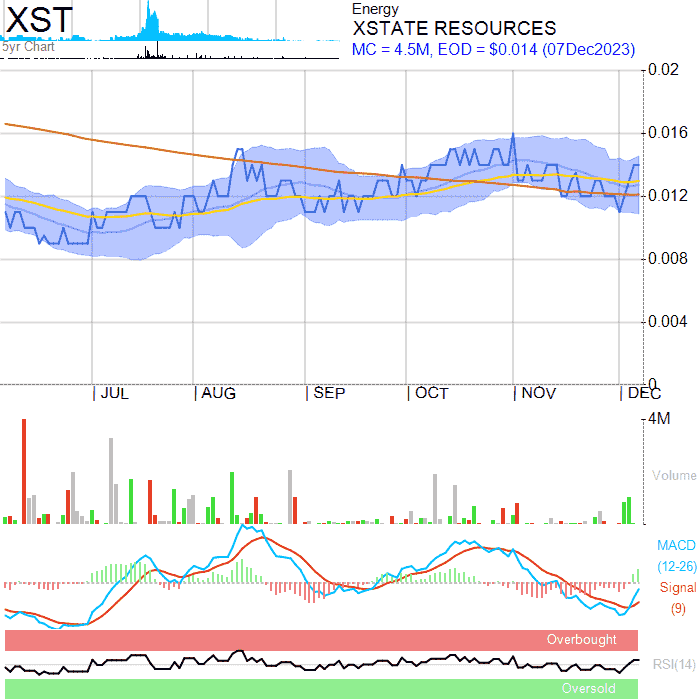 XST
5yr Chart
Energy
XSTATE RESOURCES
MC = 4.5M, EOD = $0.014 (07Dec2023)
0.02
0.016
0.012
0.008
0.004
0
JUL AUG SEP OCT NOV DEC
4M
Volume
MACD
(12-26)
Signal
(9)
Overbought
RSI(14)
Oversold